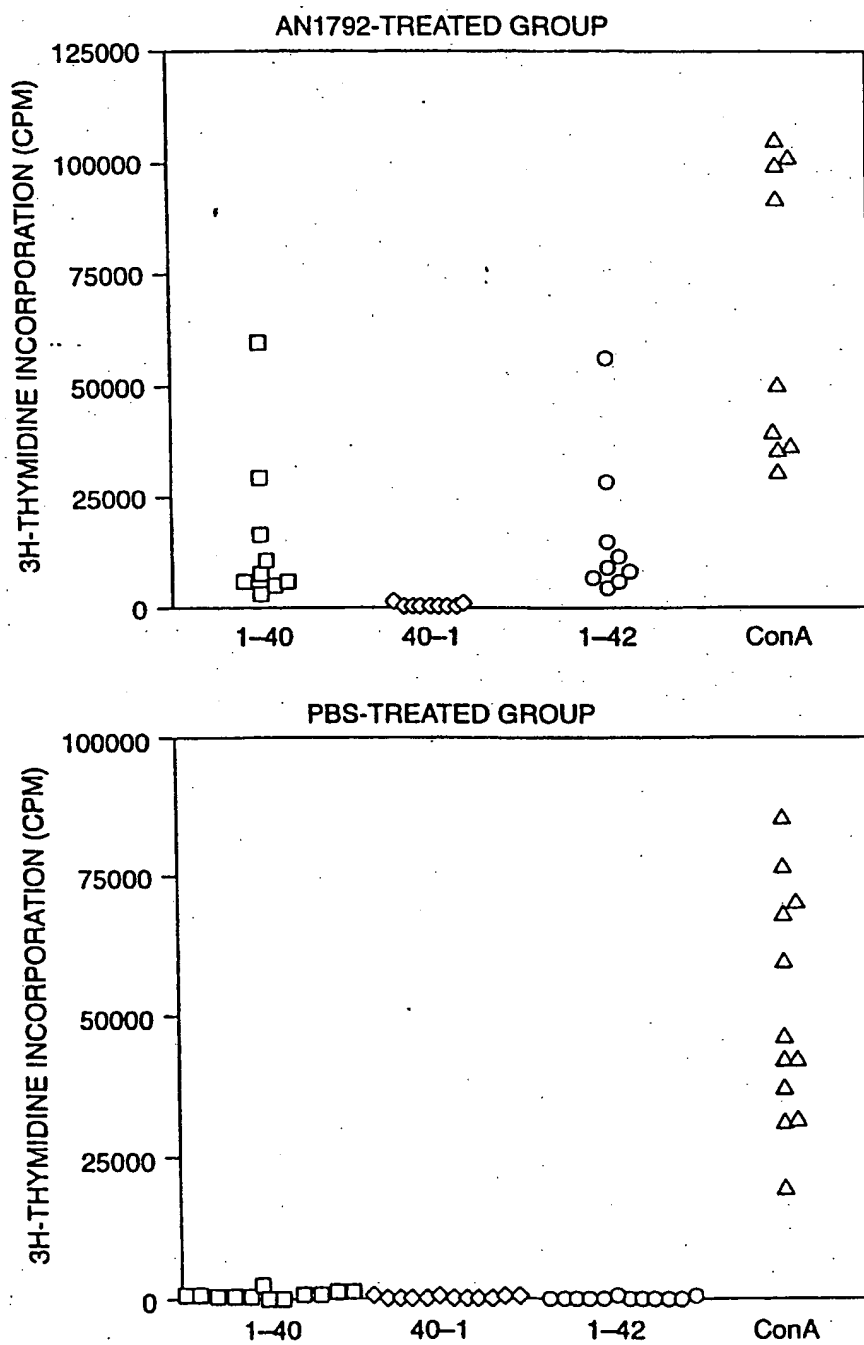 AN1792-TREATED GROUP
3H-THYMIDINE INCORPORATION (CPM)
125000
100000
75000
50000
25000
0
1–40
40–1
1–42
ConA
PBS-TREATED GROUP
3H-THYMIDINE INCORPORATION (CPM)
100000
75000
50000
25000
0
1–40
40–1
1–42
ConA